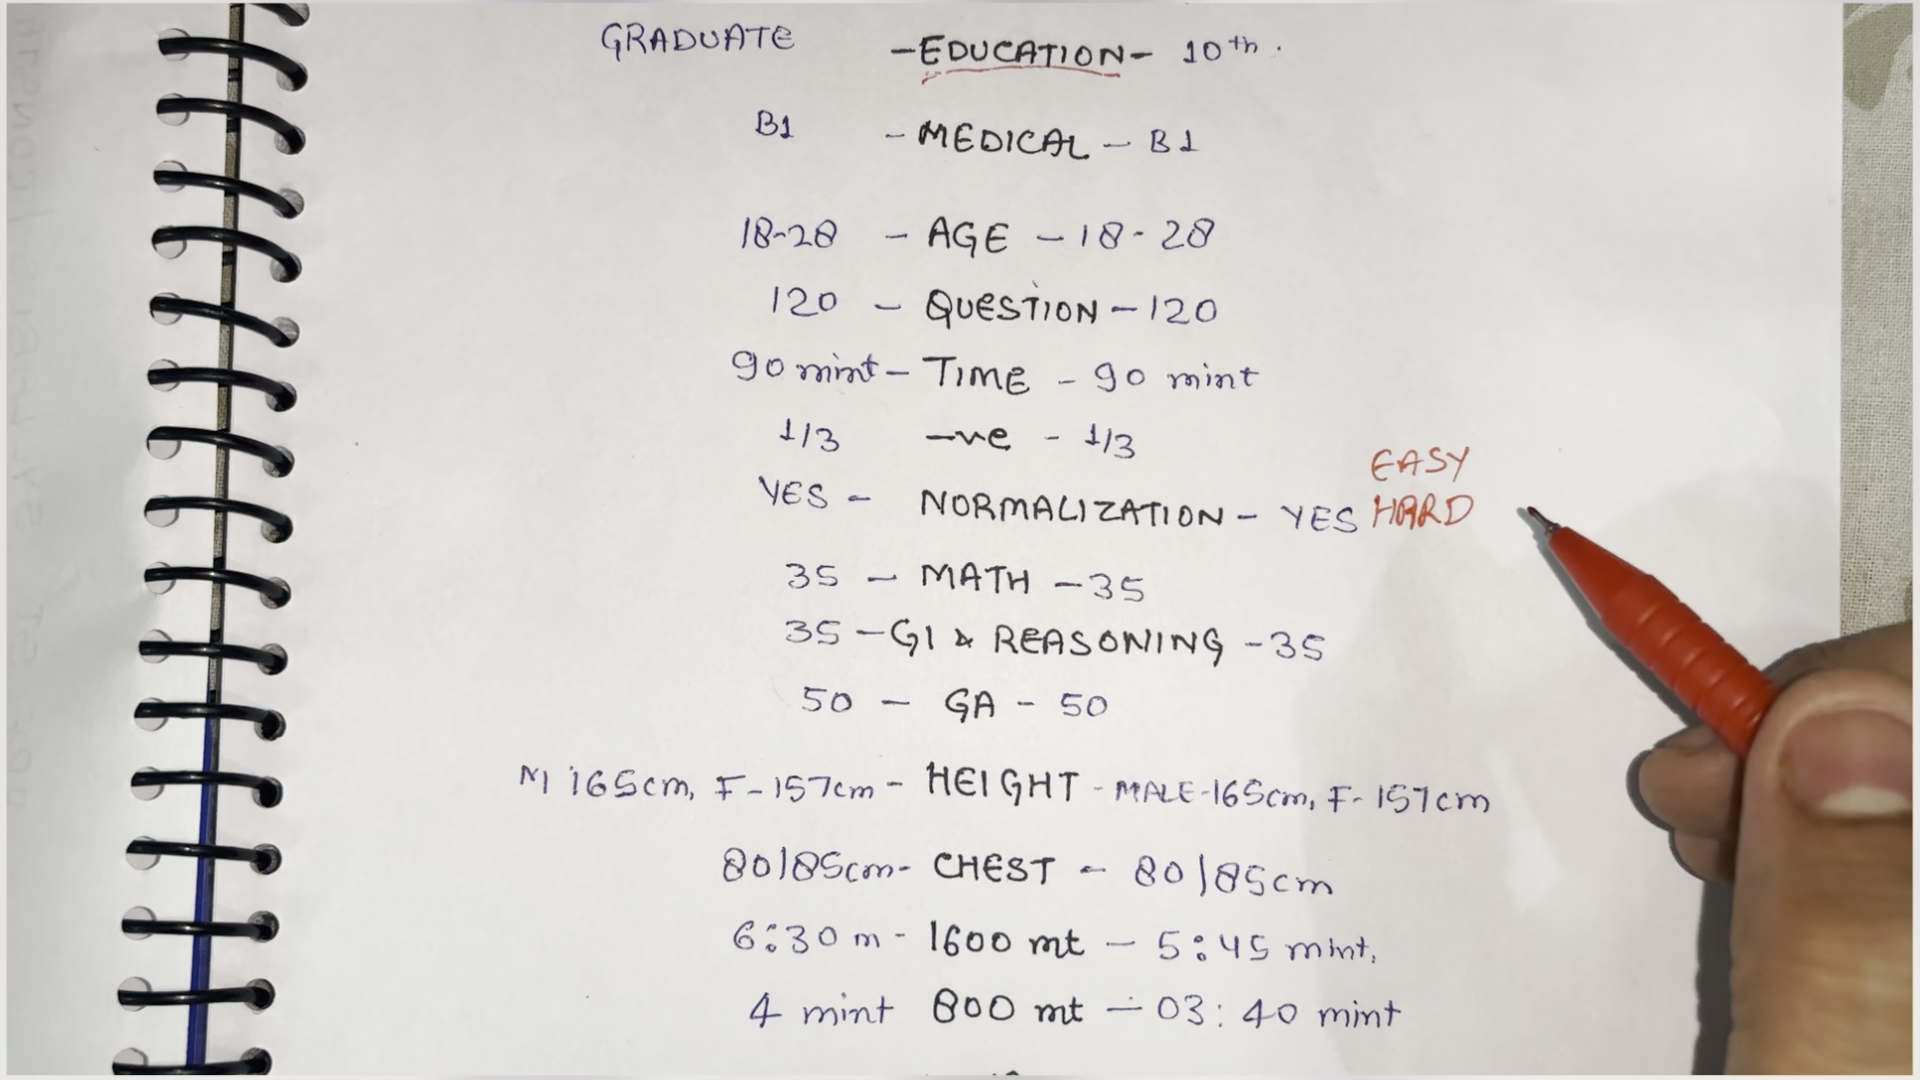 GRADUATE -EDUCATION- 10th.
B1 - MEDICAL - B1
18-28 - AGE - 18-28
120 - QUESTION - 120
90 mint - TIME - 90 mint
1/3 -ve - 1/3
EASY
YES - NORMALIZATION - YES HARD
35 - MATH - 35
35 - GI & REASONING - 35
50 - GA - 50
M 165cm, F-157cm - HEIGHT - MALE-165cm, F-157cm
80|85cm- CHEST - 80|85cm
6:30 m - 1600 mt - 5:45 mint.
4 mint 800 mt - 03:40 mint